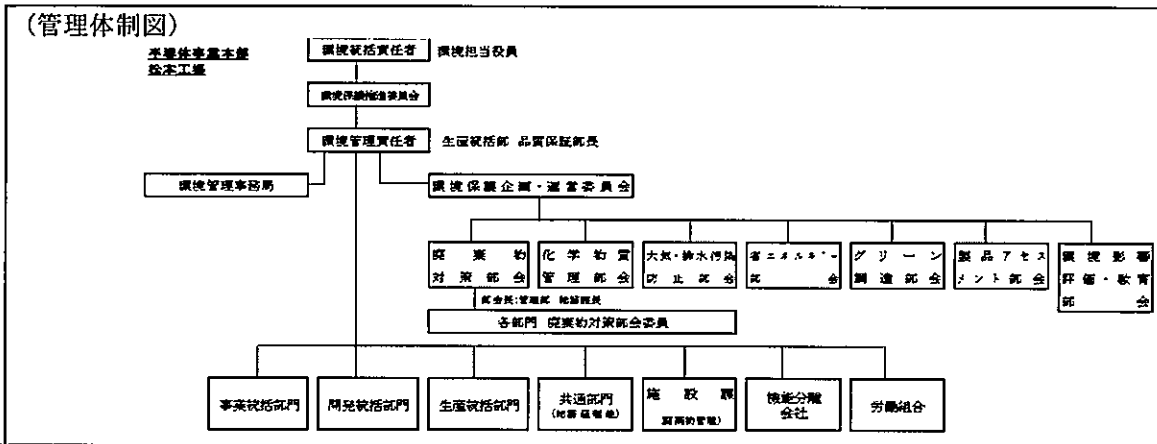 （管理体制図）
半導体事業本部
松本工場
環境統括責任者 環境担当役員
環境保護推進委員会
環境管理責任者 生産統括部 品質保証部長
環境管理事務局
環境保護企画・運営委員会
廃棄物
対策部会
化学物質
管理部会
大気・排水汚染
防止部会
省エネルギー
部会
グリーン
調達部会
製品アセス
メント部会
環境影響
評価・教育
部会
部会長:管理部 総務課長
各部門 廃棄物対策部会委員
事業統括部門
開発統括部門
生産統括部門
共通部門
施設課
機能分離
会社
労働組合